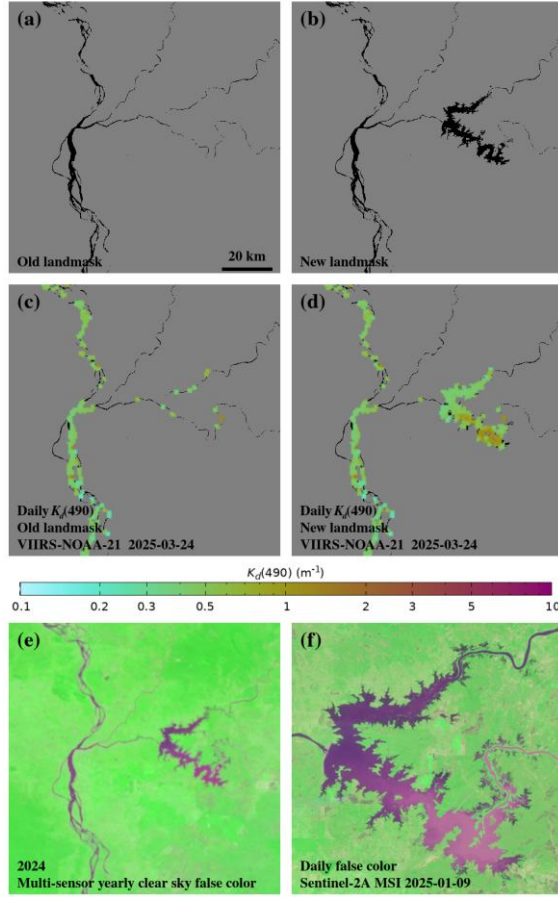 (a)
Old landmask
20 km
(b)
New landmask
(c)
Daily K_d(490)
Old landmask
VIIRS-NOAA-21 2025-03-24
(d)
Daily K_d(490)
New landmask
VIIRS-NOAA-21 2025-03-24
K_d(490) (m⁻¹)
0.1 0.2 0.3 0.5 1 2 3 5 10
(e)
2024
Multi-sensor yearly clear sky false color
(f)
Daily false color
Sentinel-2A MSI 2025-01-09